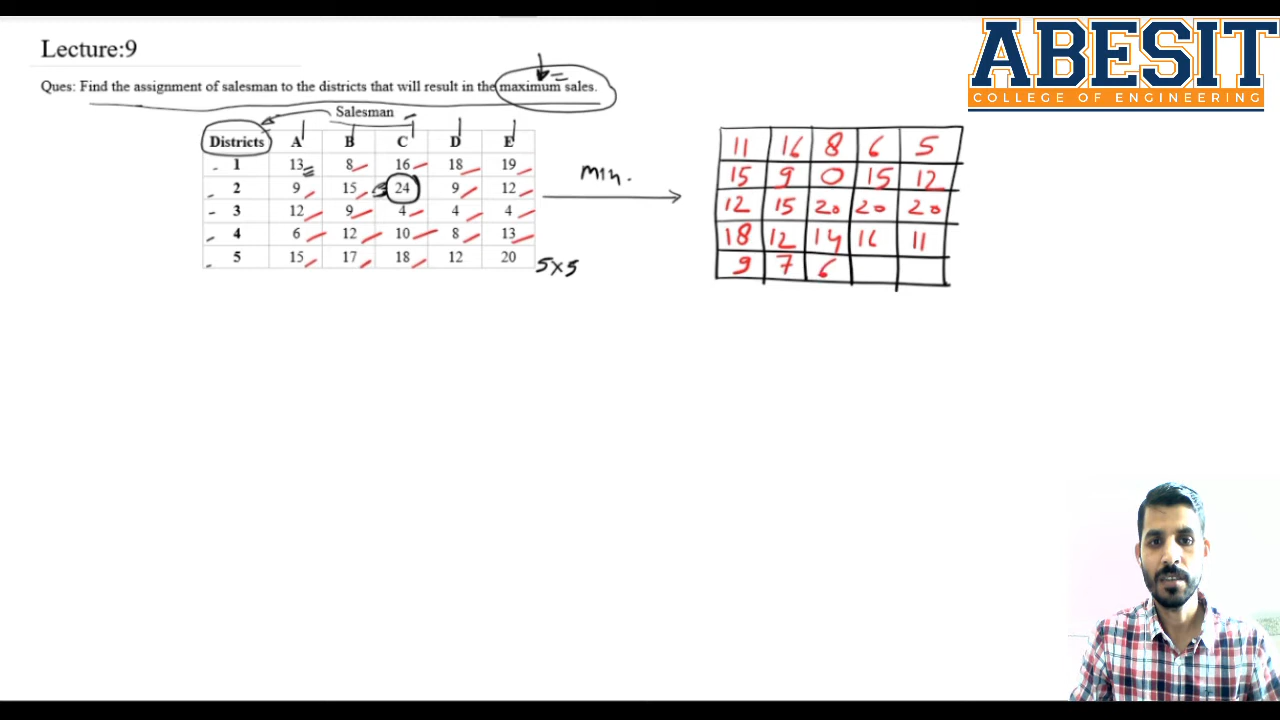 Lecture:9
ABESIT
COLLEGE OF ENGINEERING
Ques: Find the assignment of salesman to the districts that will result in the maximum sales.
Salesman
Districts A B C D E
1 13 8 16 18 19
2 9 15 24 9 12
3 12 9 4 4 4
4 6 12 10 8 13
5 15 17 18 12 20
5×5
min.
11 16 8 6 5
15 9 0 15 12
12 15 20 20 20
18 12 14 16 11
9 7 6